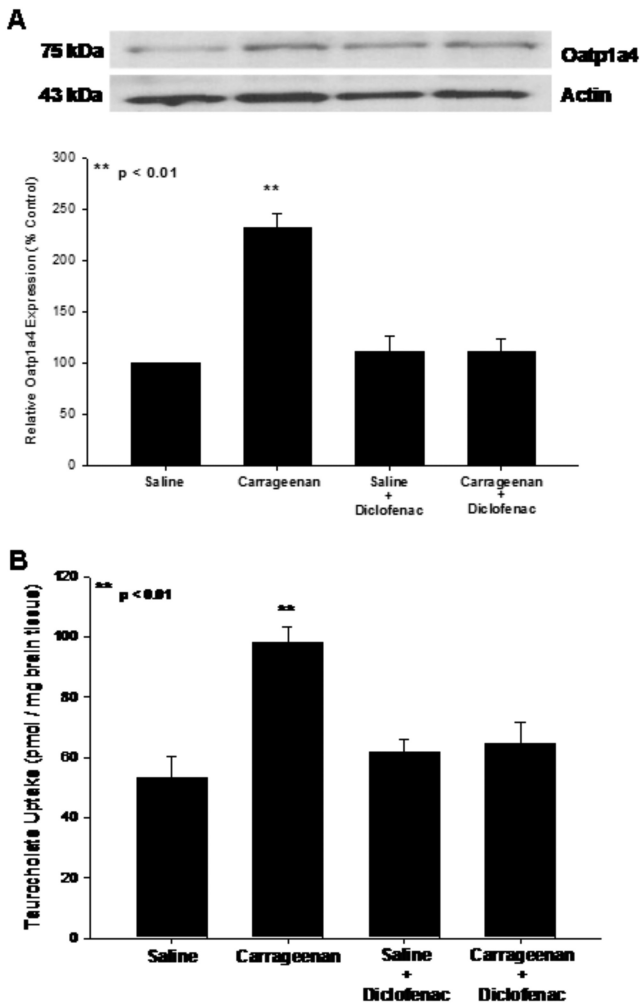 A
75 kDa
Oatp1a4
43 kDa
Actin
Relative Oatp1a4 Expression (% Control)
300
250
200
150
100
50
0
** p < 0.01
**
Saline
Carrageenan
Saline
+
Diclofenac
Carrageenan
+
Diclofenac
B
Taurocholate Uptake (pmol / mg brain tissue)
120
100
80
60
40
20
0
** p < 0.01
**
Saline
Carrageenan
Saline
+
Diclofenac
Carrageenan
+
Diclofenac